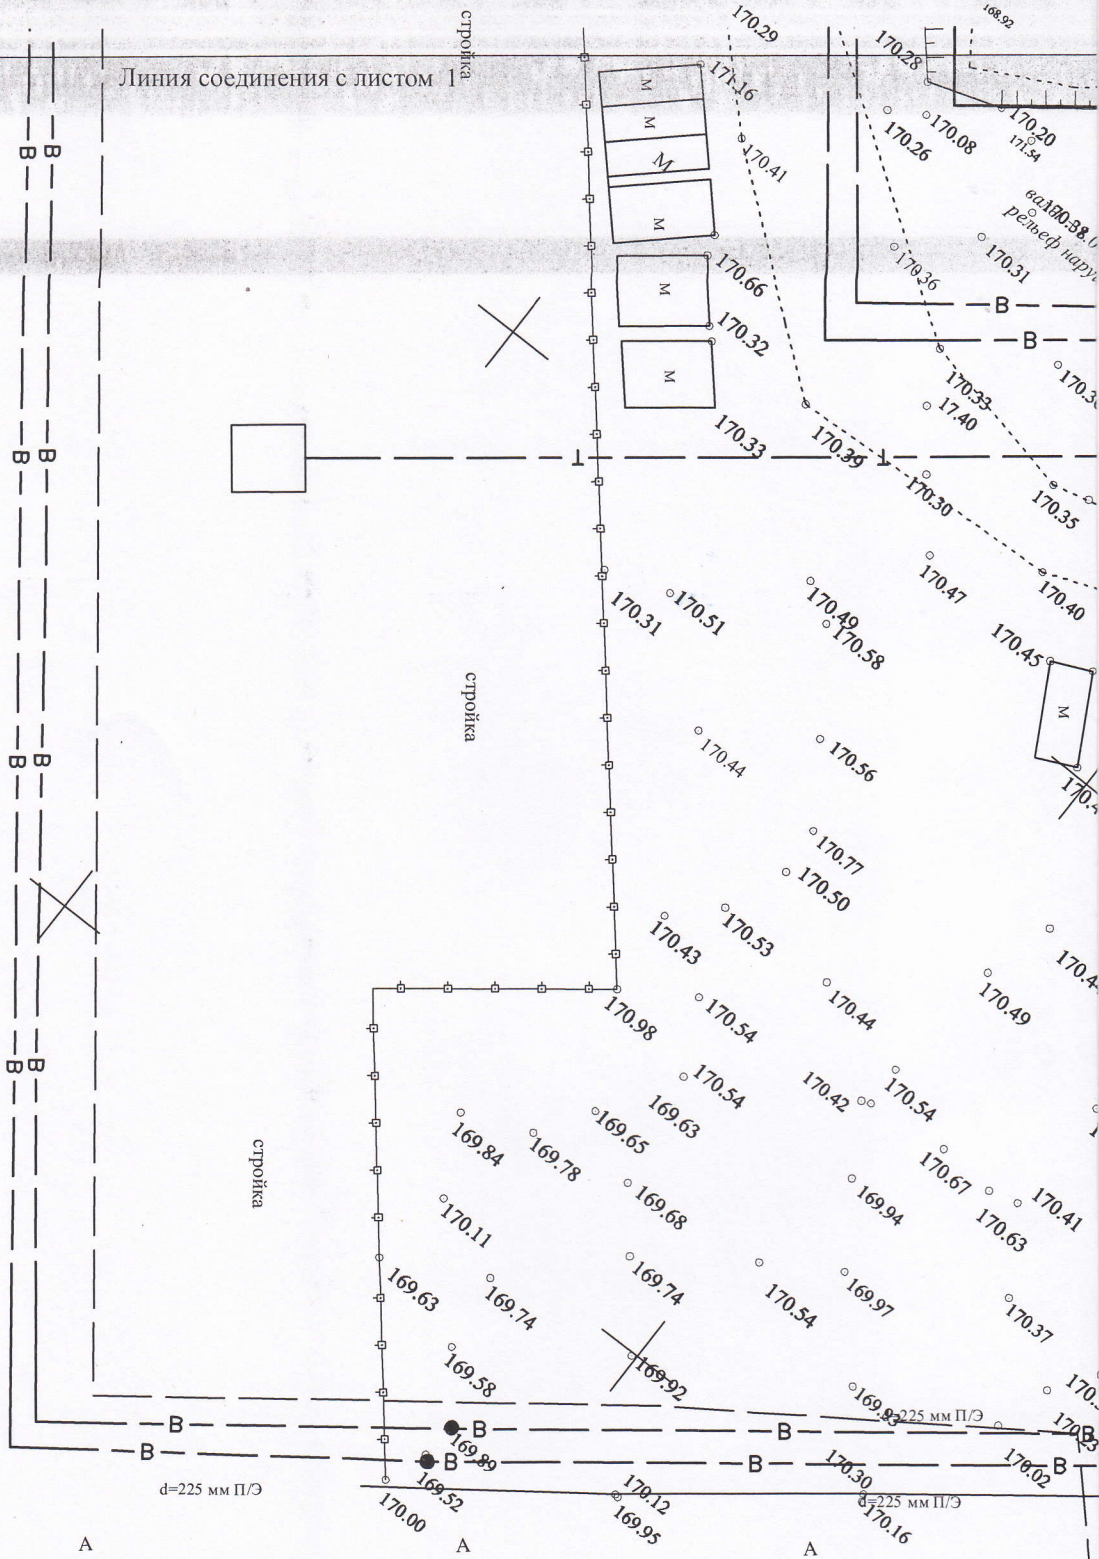 стройка
170.29
168.92
170.28
Линия соединения с листом 1
М
171.16
М
170.26
170.08
170.20
171.54
В
В
М
170.41
170.38
рельеф
М
170.36
170.31
170.66
М
В
170.32
В
М
170.33
17.40
170.33
170.39
В
В
170.30
170.35
170.47
170.40
170.31
170.51
170.49
170.58
170.45
стройка
М
170.44
170.56
В
В
170.77
170.50
170.43
170.53
170.98
170.54
170.44
170.49
В
В
170.54
170.42
170.54
169.63
169.84
169.78
169.65
стройка
170.67
170.11
169.68
169.94
170.41
170.63
169.63
169.74
169.74
170.54
169.97
170.37
169.58
169.92
169.93
d=225 мм П/Э
В
В
В
В
В
169.89
В
В
В
170.30
170.02
d=225 мм П/Э
169.52
170.12
d=225 мм П/Э
170.00
169.95
170.16
А
А
А